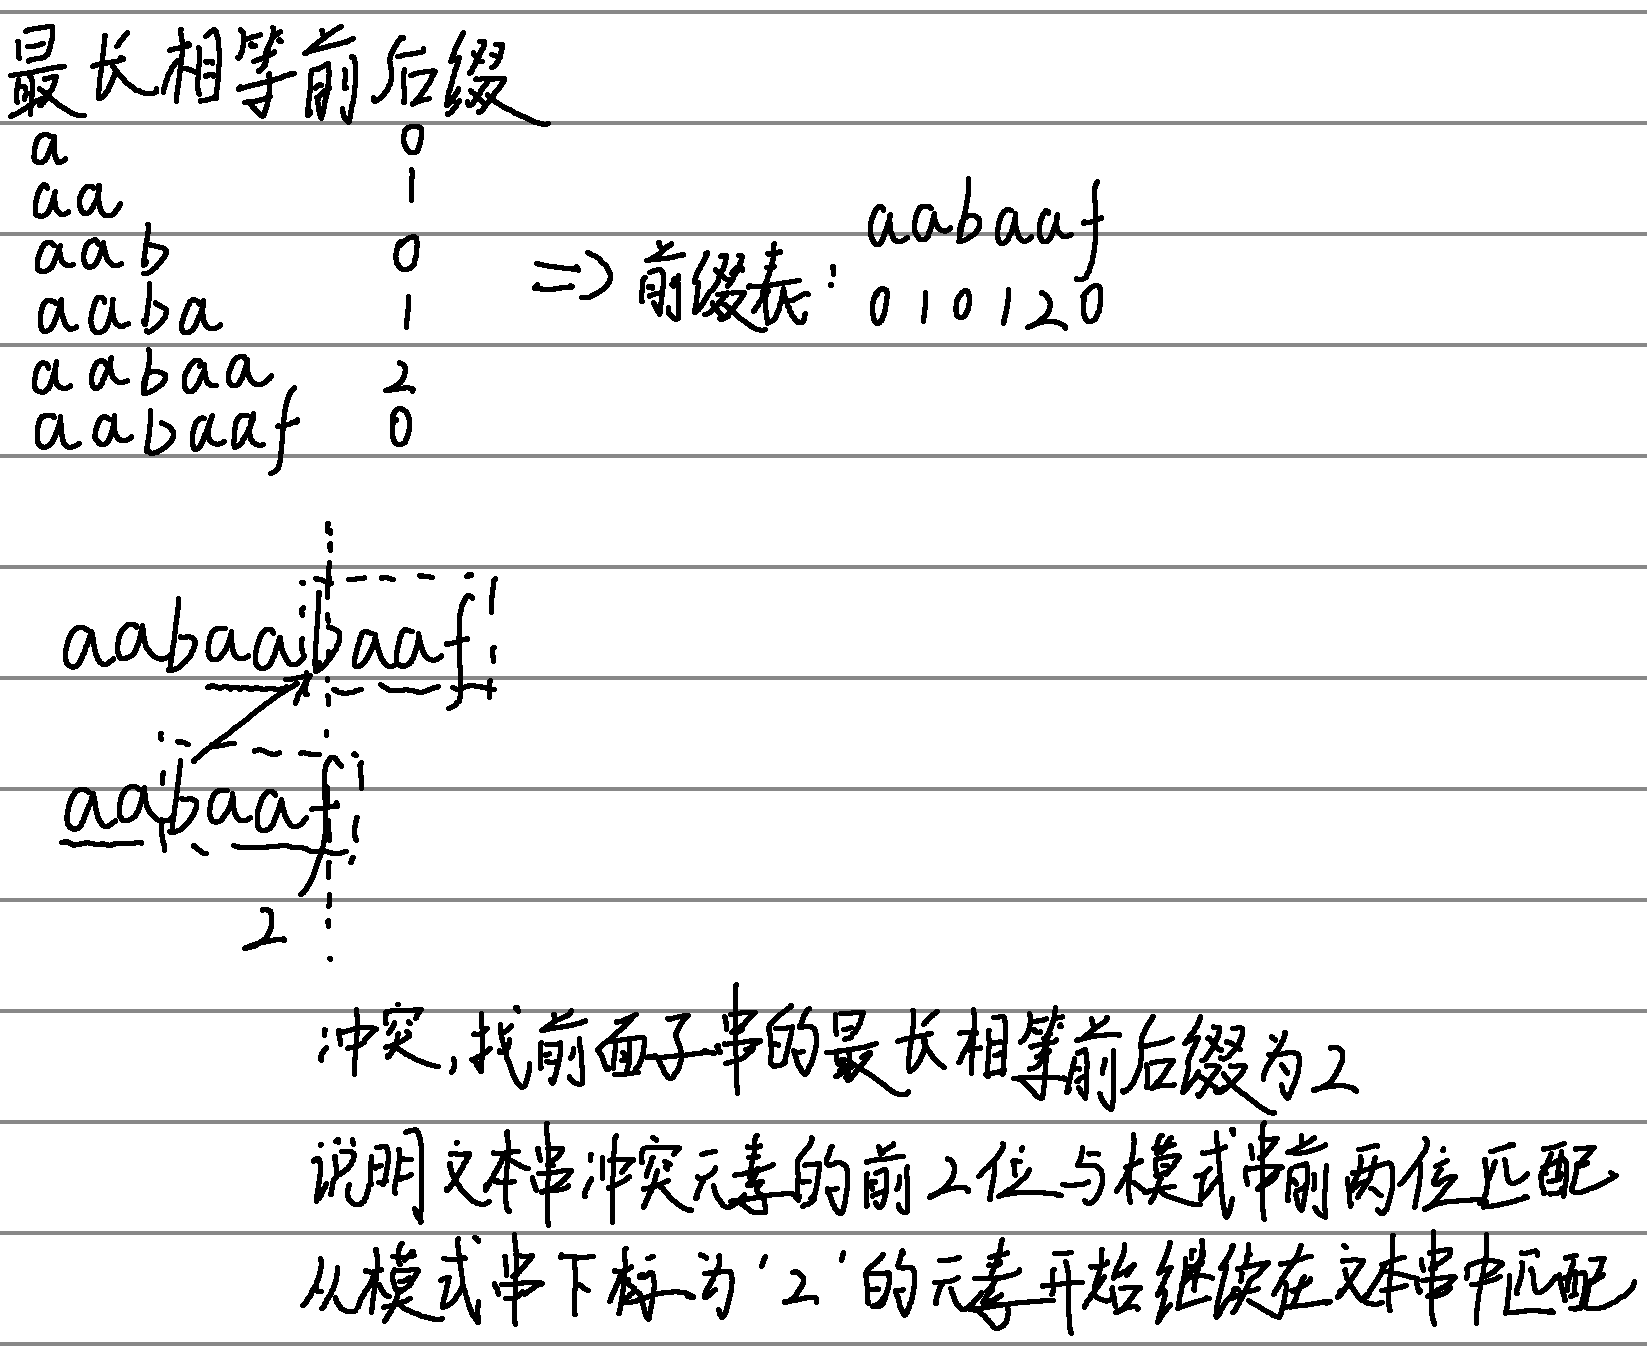 最长相等前后缀
a 0
aa 1
aab 0
aaba 1
aabaa 2
aabaaf 0
⇒ 前缀表:
aabaaf
010120
aabaabaaf
aabaaf
2
冲突,找前面子串的最长相等前后缀为2
说明文本串冲突元素的前2位与模式串前两位匹配
从模式串下标为'2'的元素开始继续在文本串中匹配